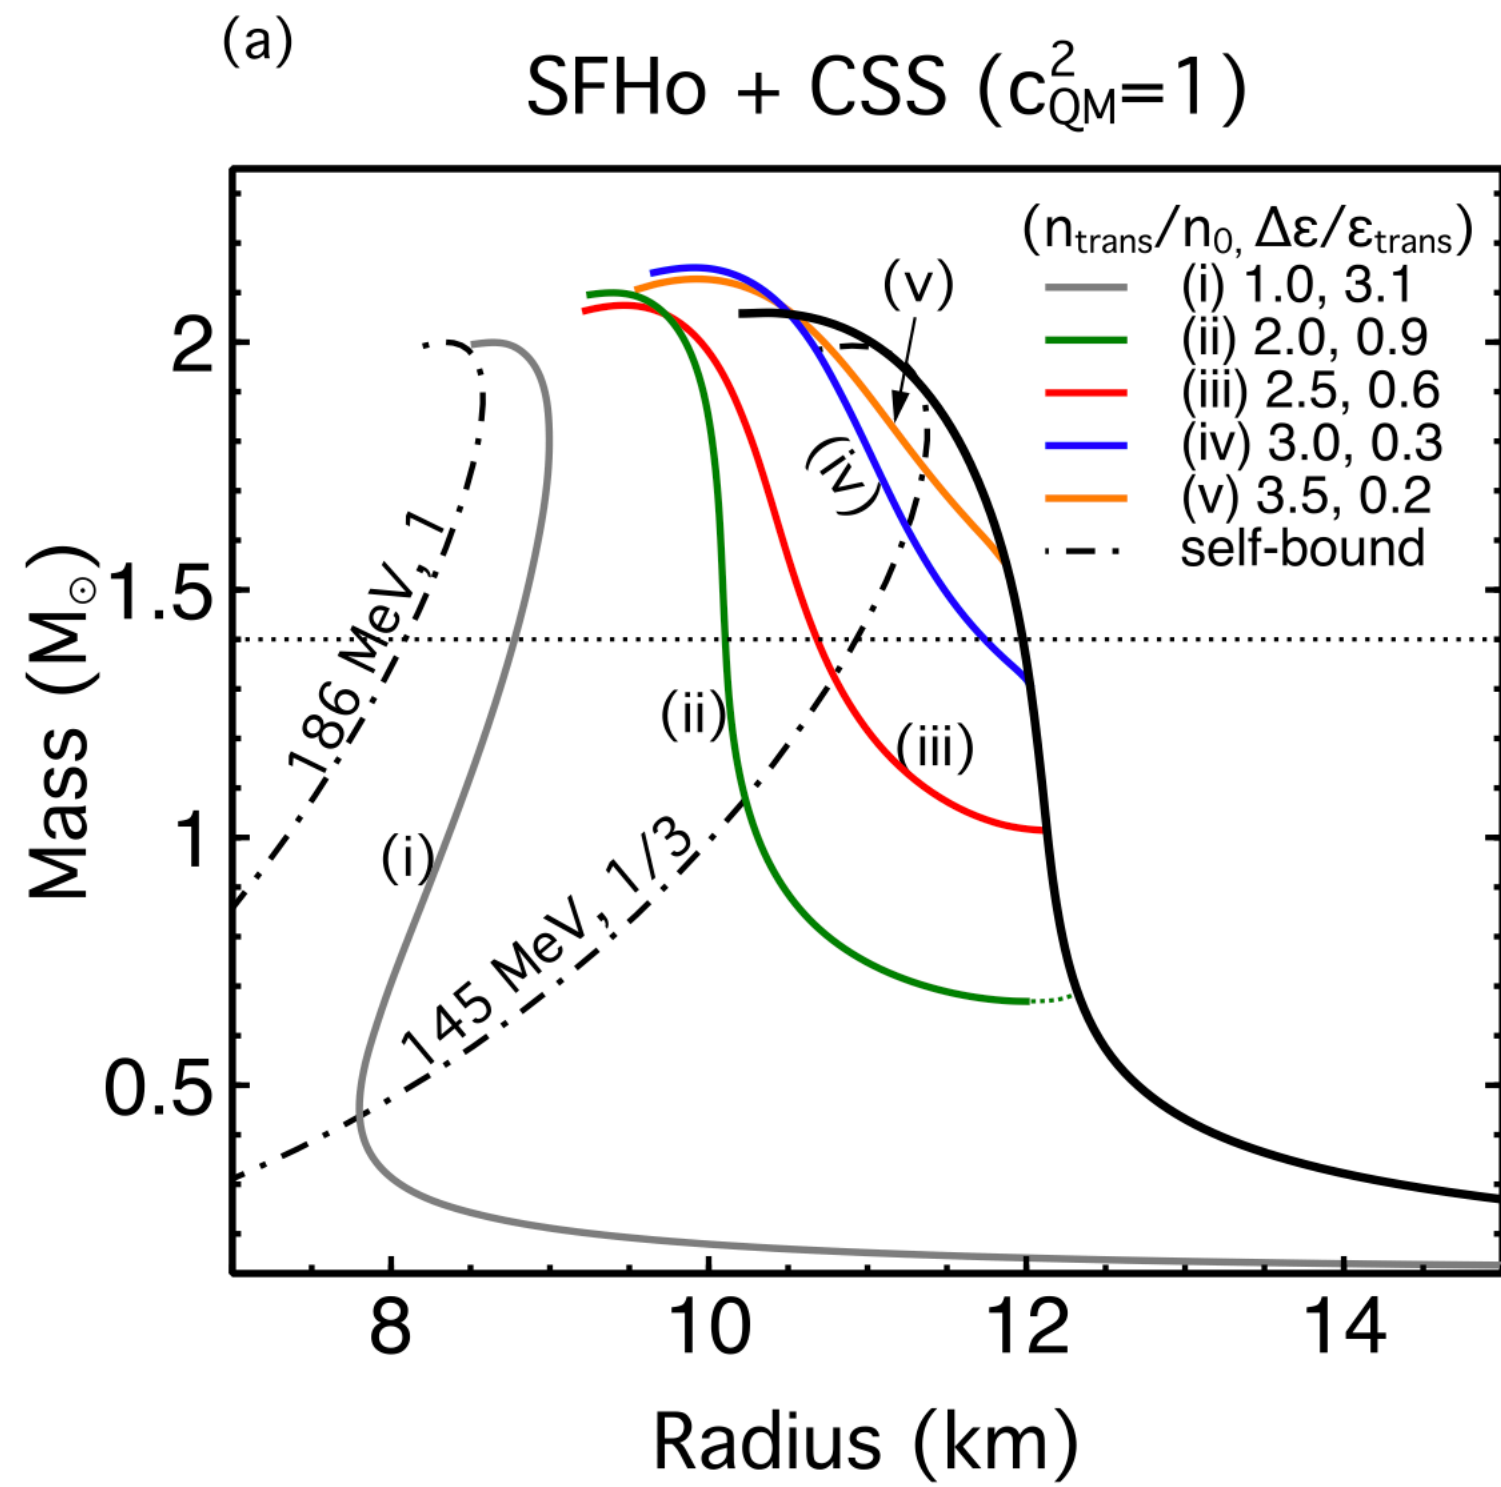 (a)
SFHo + CSS (c²QM=1)
(ntrans/n0, Δε/εtrans)
(i) 1.0, 3.1
(ii) 2.0, 0.9
(iii) 2.5, 0.6
(iv) 3.0, 0.3
(v) 3.5, 0.2
self-bound
(v)
(iv)
186 MeV, 1
(ii)
(iii)
(i)
145 MeV, 1/3
Mass (M☉)
2
1.5
1
0.5
8 10 12 14
Radius (km)